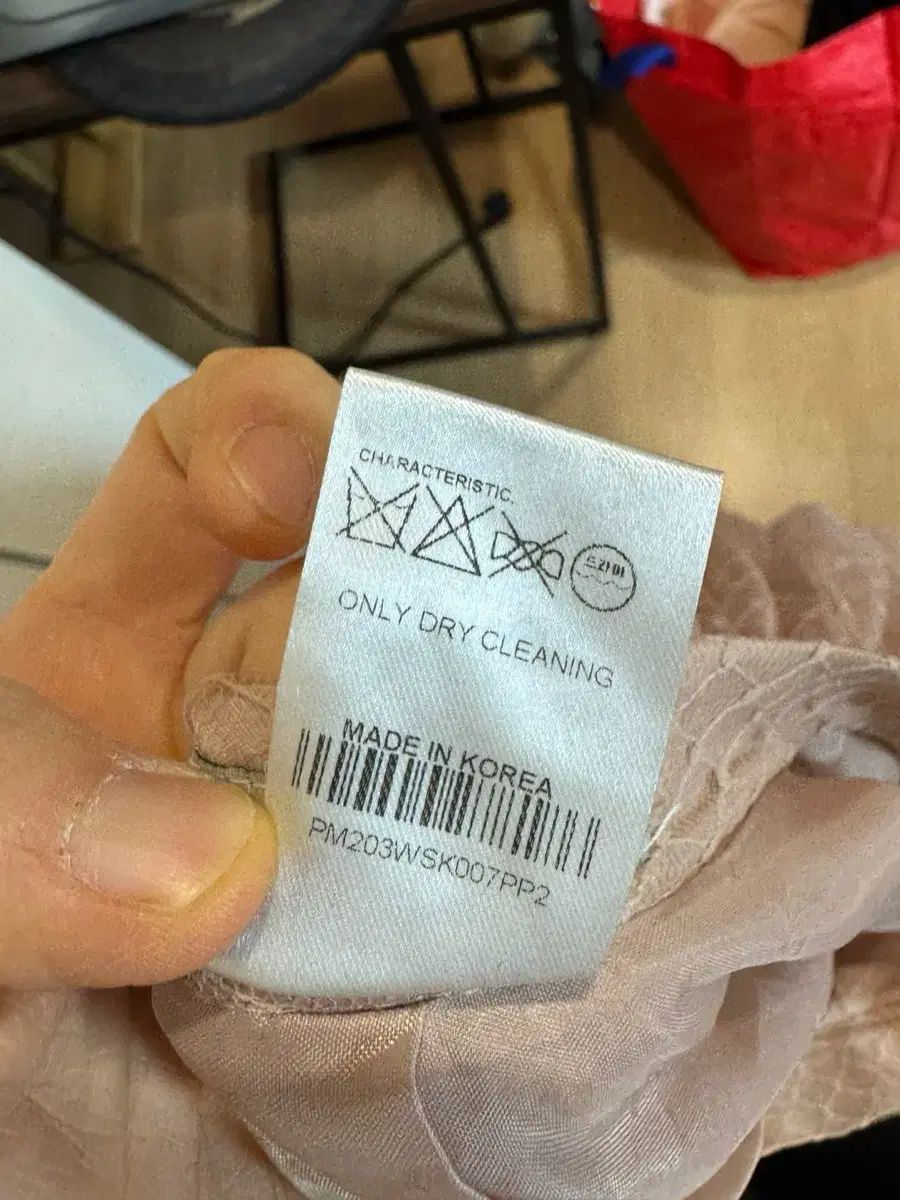 CHARACTERISTIC.
ONLY DRY CLEANING
MADE IN KOREA
PM203WSK007PP2